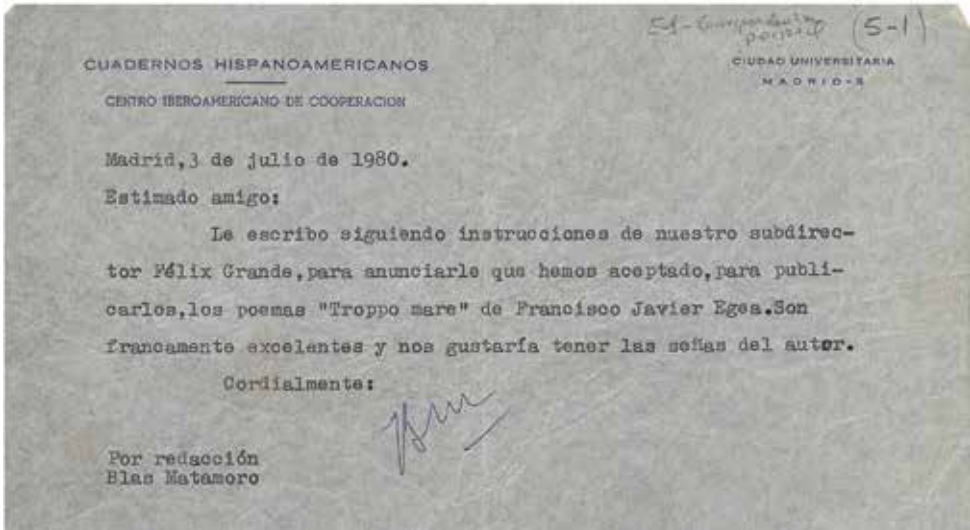 (5-1)
CUADERNOS HISPANOAMERICANOS
CENTRO IBEROAMERICANO DE COOPERACION
CIUDAD UNIVERSITARIA
MADRID-3
Madrid,3 de julio de 1980.
Estimado amigo:
Le escribo siguiendo instrucciones de nuestro subdirec-
tor Félix Grande,para anunciarle que hemos aceptado,para publi-
carlos,los poemas "Troppo mare" de Francisco Javier Egea.Son
francamente excelentes y nos gustaría tener las señas del autor.
Cordialmente:
Por redacción
Blas Matamoro